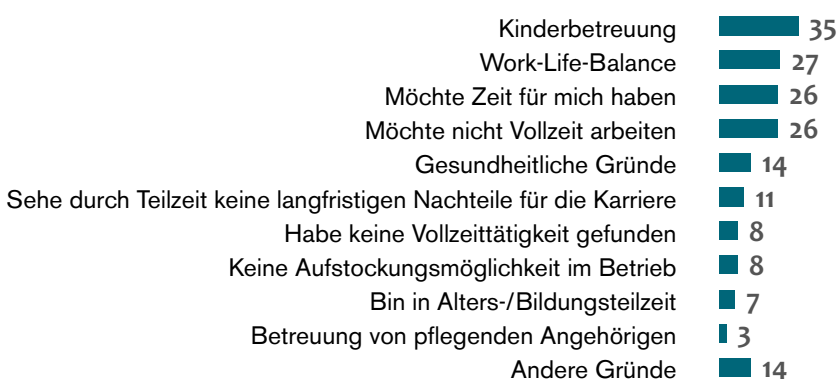 Kinderbetreuung 35
Work-Life-Balance 27
Möchte Zeit für mich haben 26
Möchte nicht Vollzeit arbeiten 26
Gesundheitliche Gründe 14
Sehe durch Teilzeit keine langfristigen Nachteile für die Karriere 11
Habe keine Vollzeittätigkeit gefunden 8
Keine Aufstockungsmöglichkeit im Betrieb 8
Bin in Alters-/Bildungsteilzeit 7
Betreuung von pflegenden Angehörigen 3
Andere Gründe 14